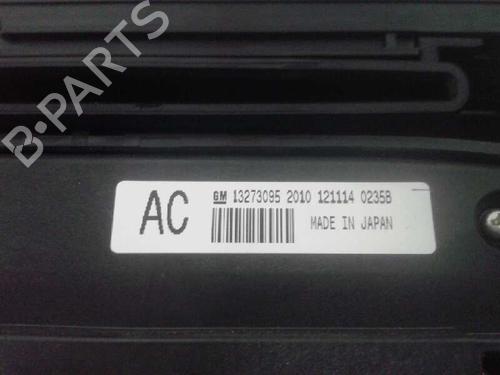 B-PARTS
AC
GM 13273095 2010 121114 0235B
MADE IN JAPAN